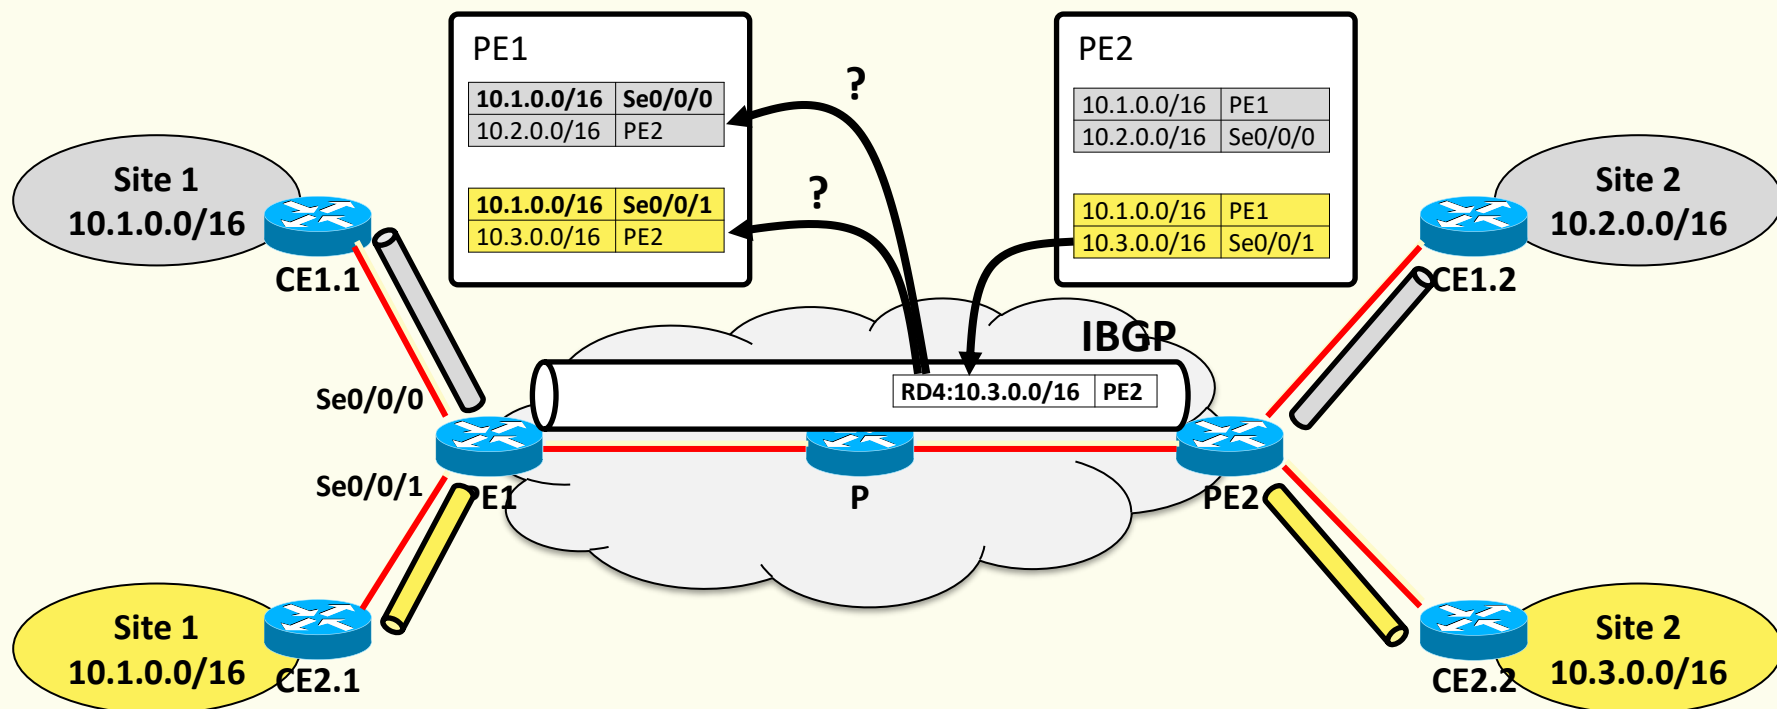 PE1
10.1.0.0/16 Se0/0/0
10.2.0.0/16 PE2
10.1.0.0/16 Se0/0/1
10.3.0.0/16 PE2
?
?
PE2
10.1.0.0/16 PE1
10.2.0.0/16 Se0/0/0
10.1.0.0/16 PE1
10.3.0.0/16 Se0/0/1
Site 1
10.1.0.0/16
CE1.1
Site 2
10.2.0.0/16
CE1.2
IBGP
RD4:10.3.0.0/16 PE2
Se0/0/0
Se0/0/1
PE1
P
PE2
Site 1
10.1.0.0/16
CE2.1
Site 2
10.3.0.0/16
CE2.2